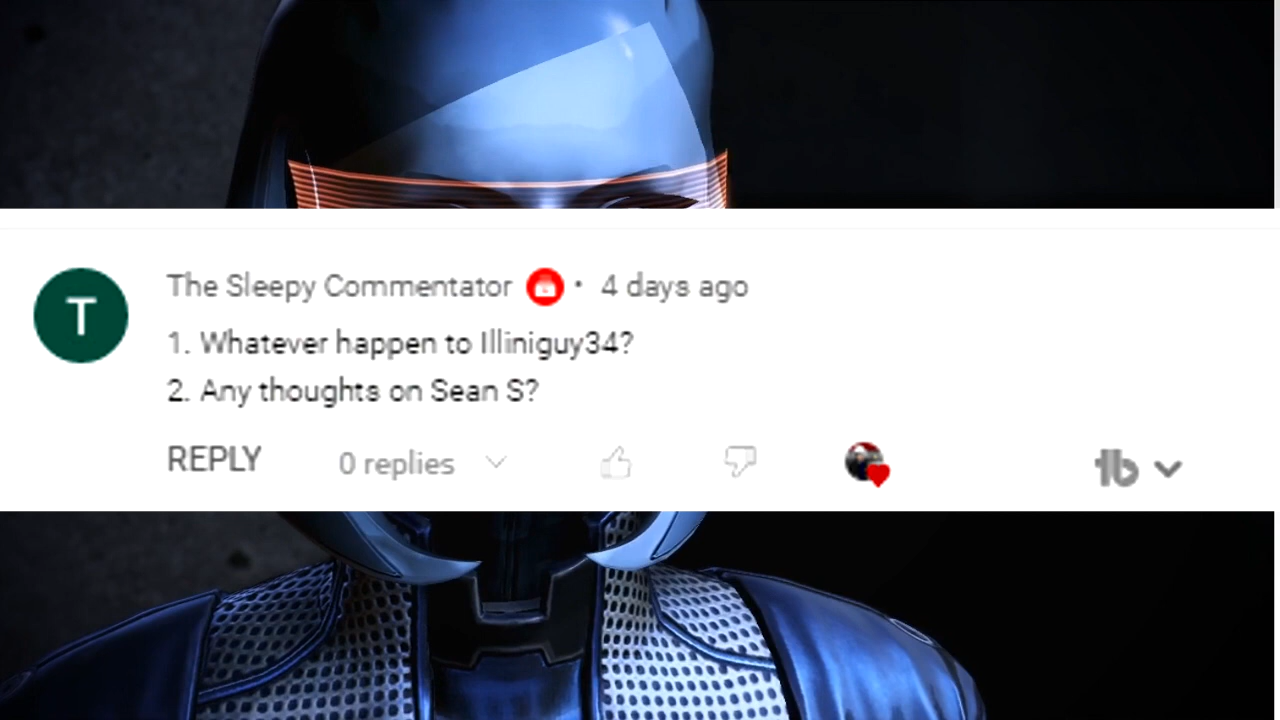 T
The Sleepy Commentator • 4 days ago
1. Whatever happen to Illiniguy34?
2. Any thoughts on Sean S?
REPLY 0 replies tb